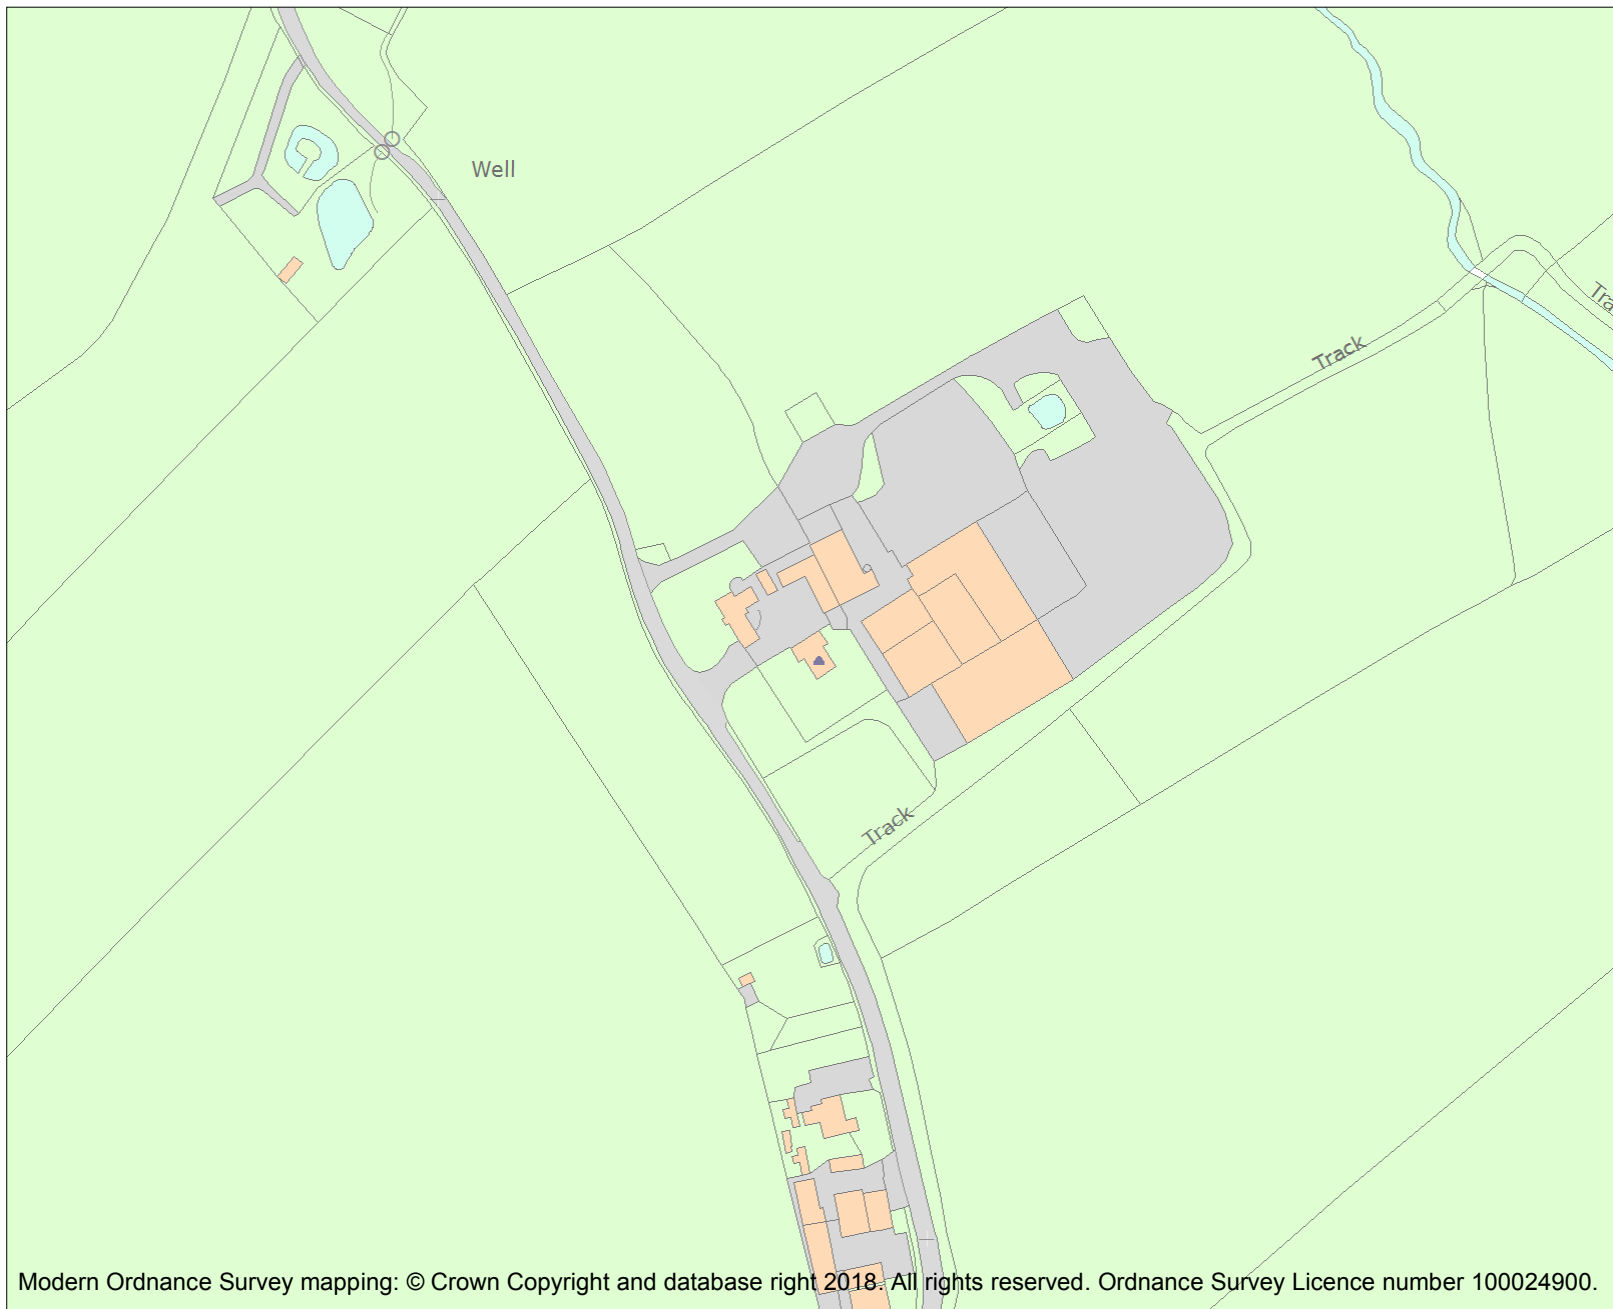 Well
Track
Tra
Track
Modern Ordnance Survey mapping: © Crown Copyright and database right 2018. All rights reserved. Ordnance Survey Licence number 100024900.